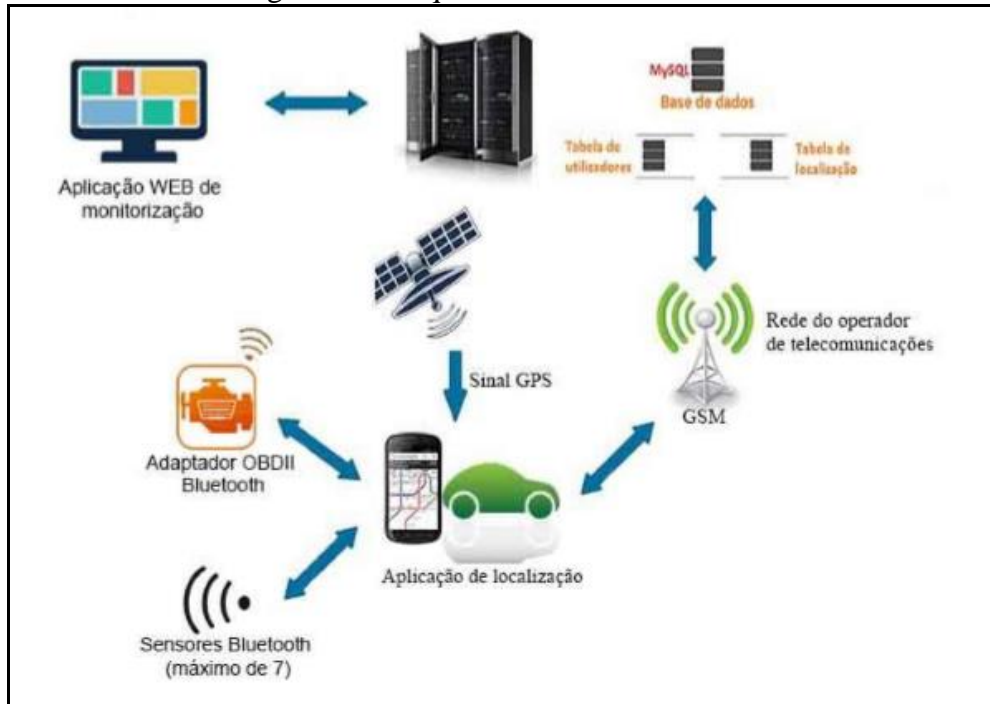 MySQL
Base de dados
Tabela de
utilizadores
Tabela de
localização
Aplicação WEB de
monitorização
Rede do operador
de telecomunicações
Sinal GPS
GSM
Adaptador OBDII
Bluetooth
Aplicação de localização
Sensores Bluetooth
(máximo de 7)